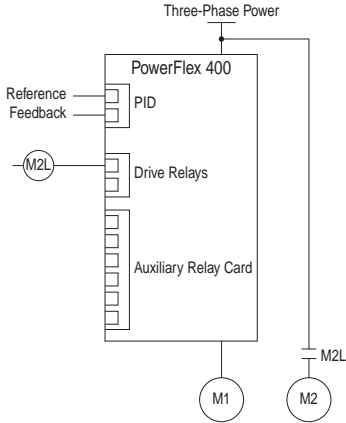 Three-Phase Power
PowerFlex 400
Reference
Feedback
PID
M2L
Drive Relays
Auxiliary Relay Card
M2L
M1
M2